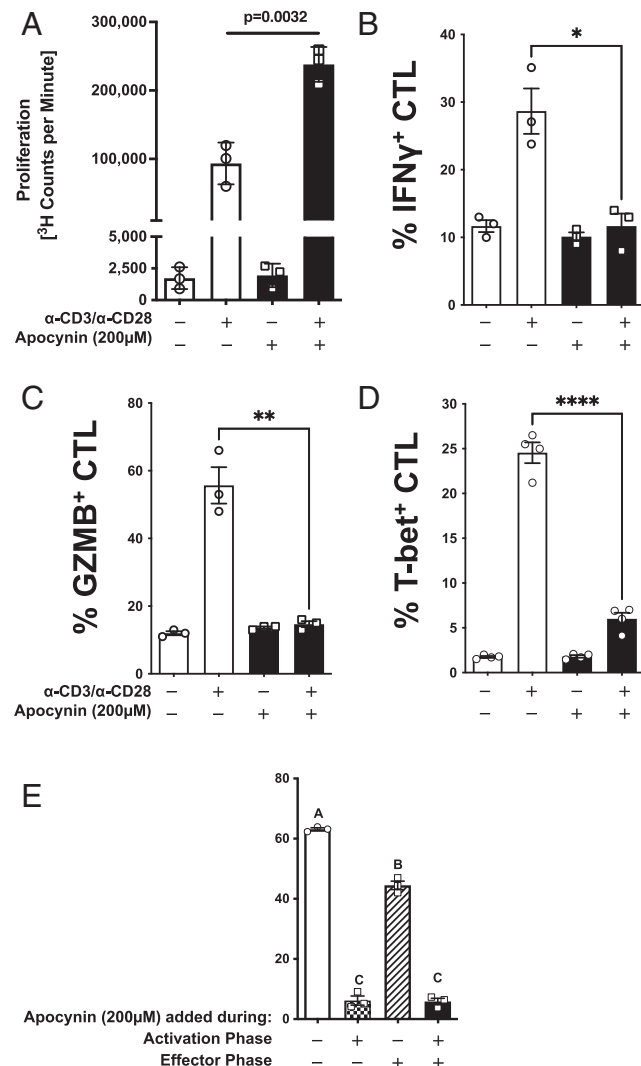 A
p=0.0032
Proliferation
[³H Counts per Minute]
300,000
200,000
100,000
5,000
2,500
0
α-CD3/α-CD28 – + – +
Apocynin (200μM) – – + +
B
*
% IFNγ⁺ CTL
40
30
20
10
0
– + – +
– – + +
C
**
% GZMB⁺ CTL
80
60
40
20
0
α-CD3/α-CD28 – + – +
Apocynin (200μM) – – + +
D
****
% T-bet⁺ CTL
30
25
20
15
10
5
0
– + – +
– – + +
E
80
60
40
20
0
A
C
B
C
Apocynin (200μM) added during:
Activation Phase – + – +
Effector Phase – – + +